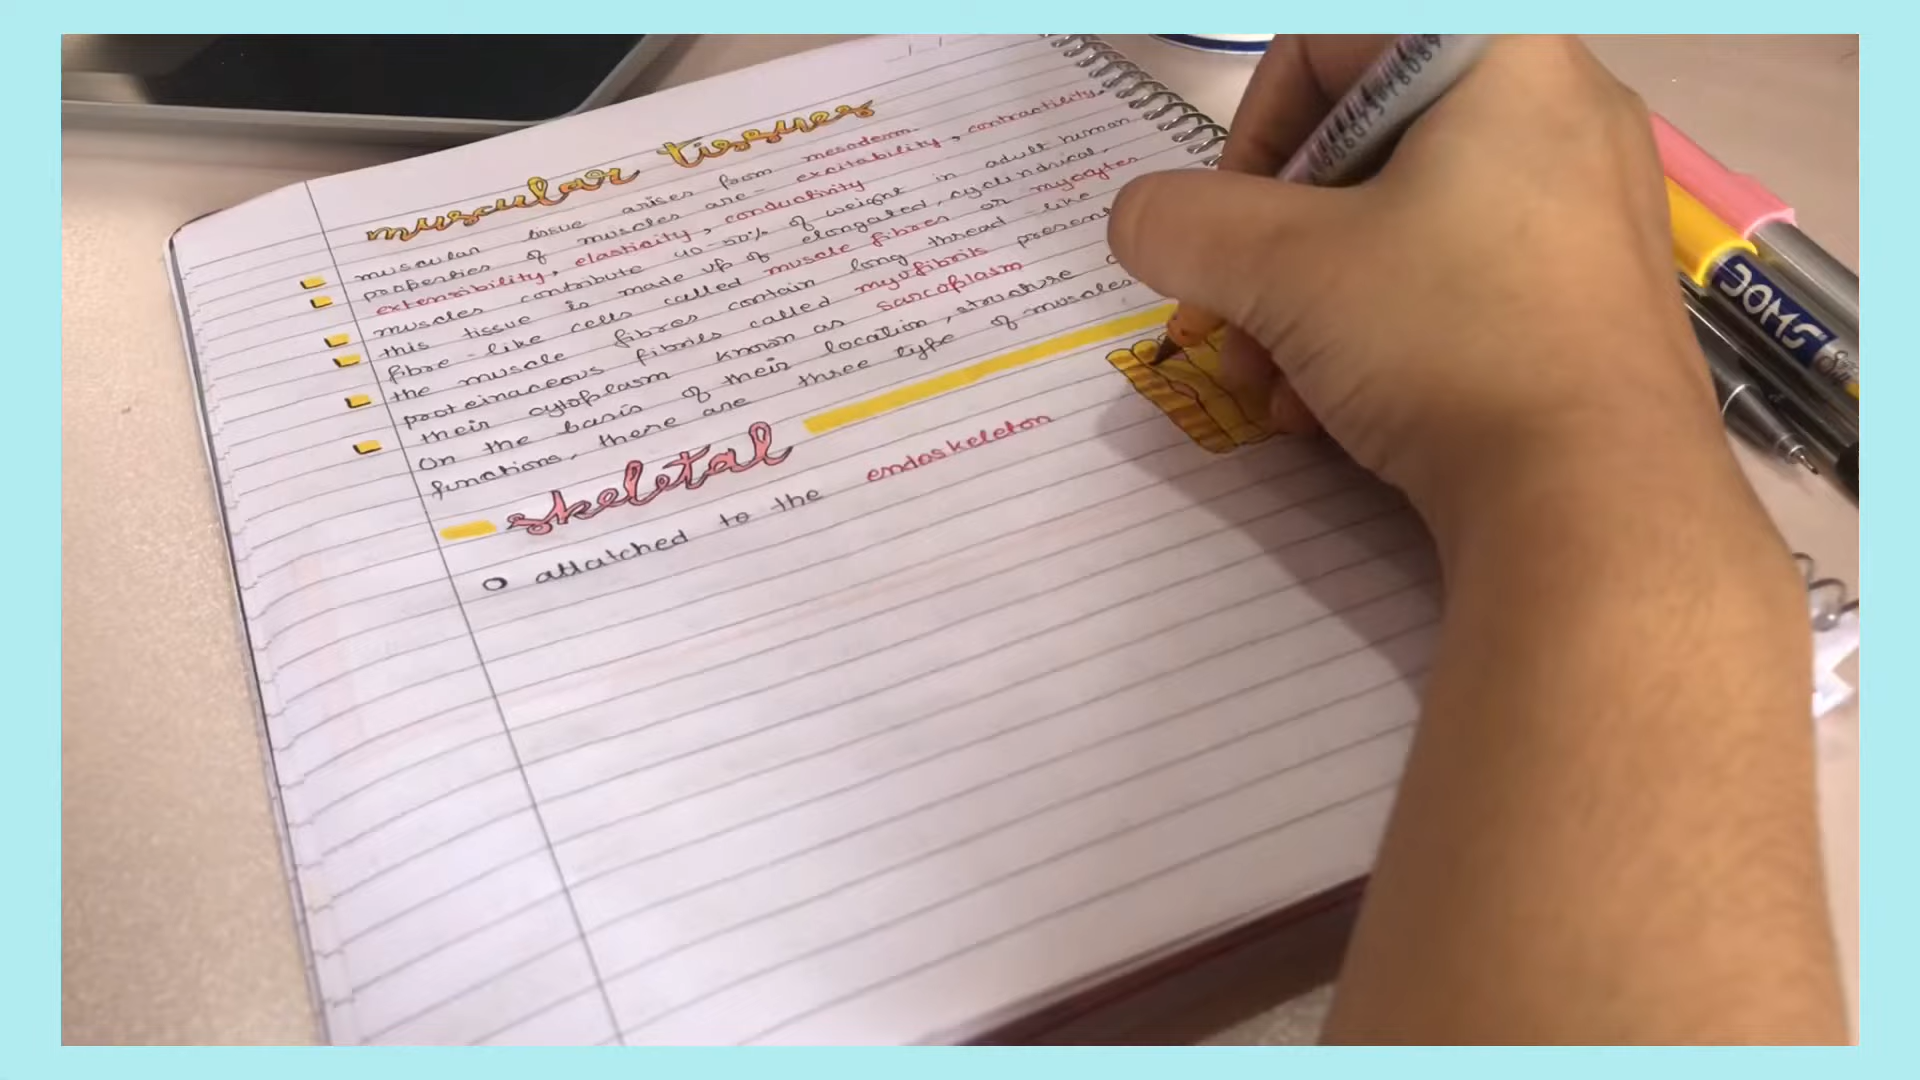 muscular tissues
muscular tissue arises from mesoderm.
properties of muscles are - excitability, contractility,
extensibility, elasticity, conductivity
muscles contribute 40-50% of weight in adult human
this tissue is made up of elongated, cyclindrical,
fibre-like cells called muscle fibres or myocytes
the muscle fibres contain long thread-like
proteinaceous fibrils called myofibrils present
their cytoplasm known as sarcoplasm
On the basis of their location, structure
functions, there are three type of muscles
skeletal
attatched to the endoskeleton
DOMS